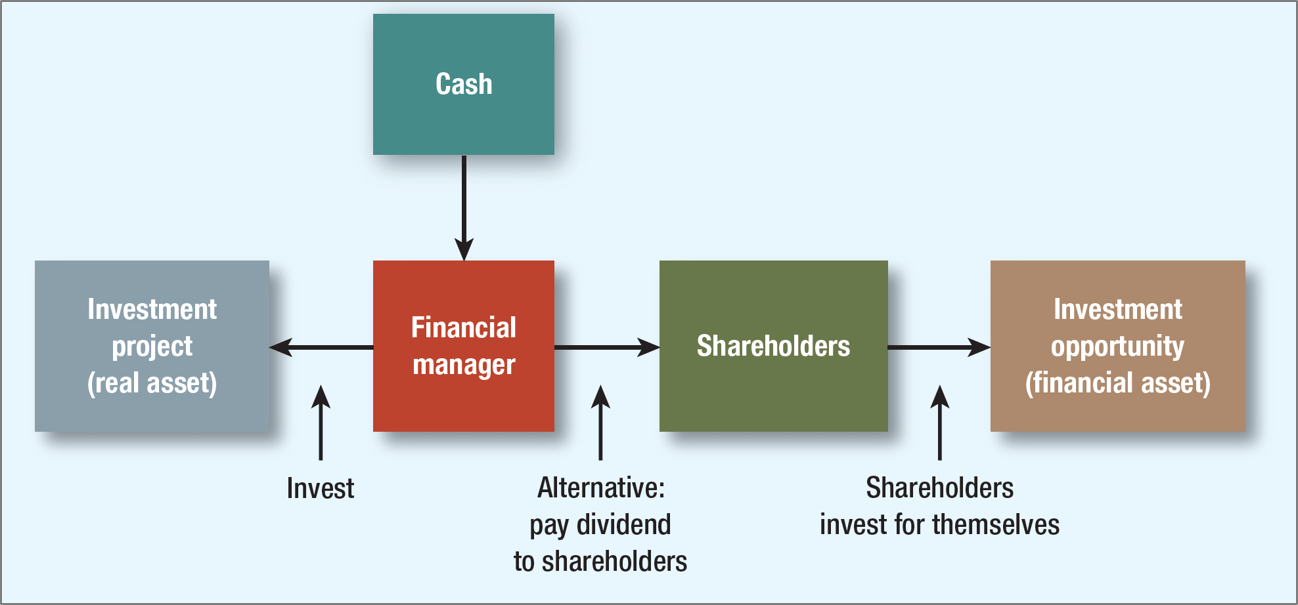 Cash
Investment
project
(real asset)
Financial
manager
Shareholders
Investment
opportunity
(financial asset)
Invest
Alternative:
pay dividend
to shareholders
Shareholders
invest for themselves